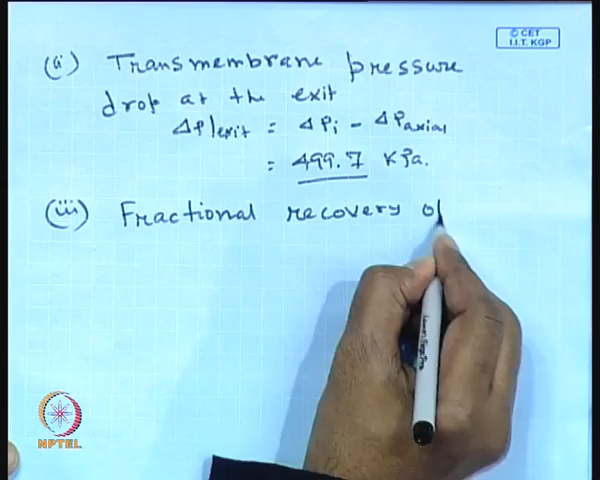 © CET
I.I.T. KGP
(ii) Transmembrane pressure
drop at the exit
ΔP|exit = ΔPi - ΔPaxial
= 499.7 KPa.
(iii) Fractional recovery of
NPTEL